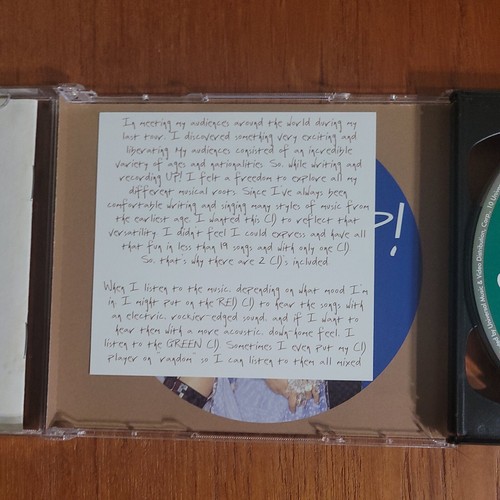 In meeting my audiences around the world during my
last tour, I discovered something very exciting and
liberating. My audiences consisted of an incredible
variety of ages and nationalities. So, while writing and
recording UP! I felt a freedom to explore all my
different musical roots. Since I've always been
comfortable writing and singing many styles of music from
the earliest age, I wanted this CD to reflect that
versatility. I didn't feel I could express and have all
that fun in less than 19 songs and with only one CD.
So, that's why there are 2 CD's included.
When I listen to the music, depending on what mood I'm
in, I might put on the RED CD to hear the songs with
an electric, rockier-edged sound, and if I want to
hear them with a more acoustic, down-home feel, I
listen to the GREEN CD. Sometimes I even put my CD
player on "random" so I can listen to them all mixed
P!
Universal Music & Video Distribution, Corp., 10 U